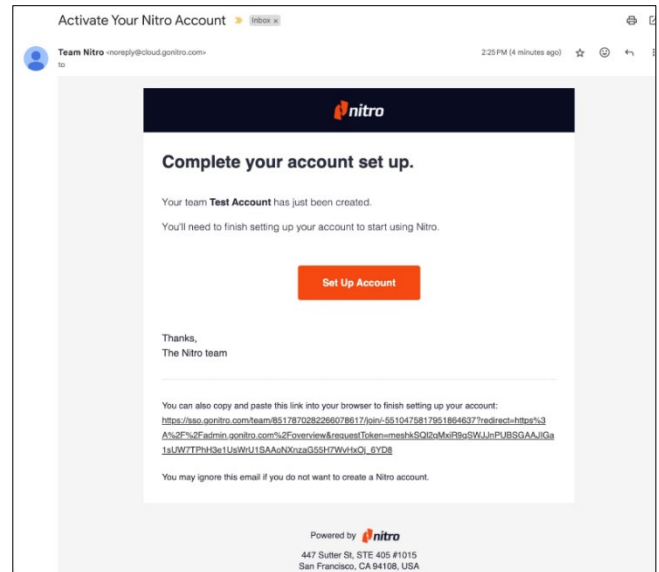 Activate Your Nitro Account Inbox x
Team Nitro <noreply@cloud.gonitro.com> 2:25 PM (4 minutes ago)
to
nitro
Complete your account set up.
Your team Test Account has just been created.
You'll need to finish setting up your account to start using Nitro.
Set Up Account
Thanks,
The Nitro team
You can also copy and paste this link into your browser to finish setting up your account:
https://sso.gonitro.com/team/8517870282266078617/join/-5510475817951864637?redirect=https%3
A%2F%2Fadmin.gonitro.com%2Foverview&requestToken=meshkSQI2qMxiR9qSWJJnPUBSGAAJIGa
1sUW7TPhH3e1UsWrU1SAAoNXnzaG55H7WvHxOj_6YD8
You may ignore this email if you do not want to create a Nitro account.
Powered by nitro
447 Sutter St, STE 405 #1015
San Francisco, CA 94108, USA